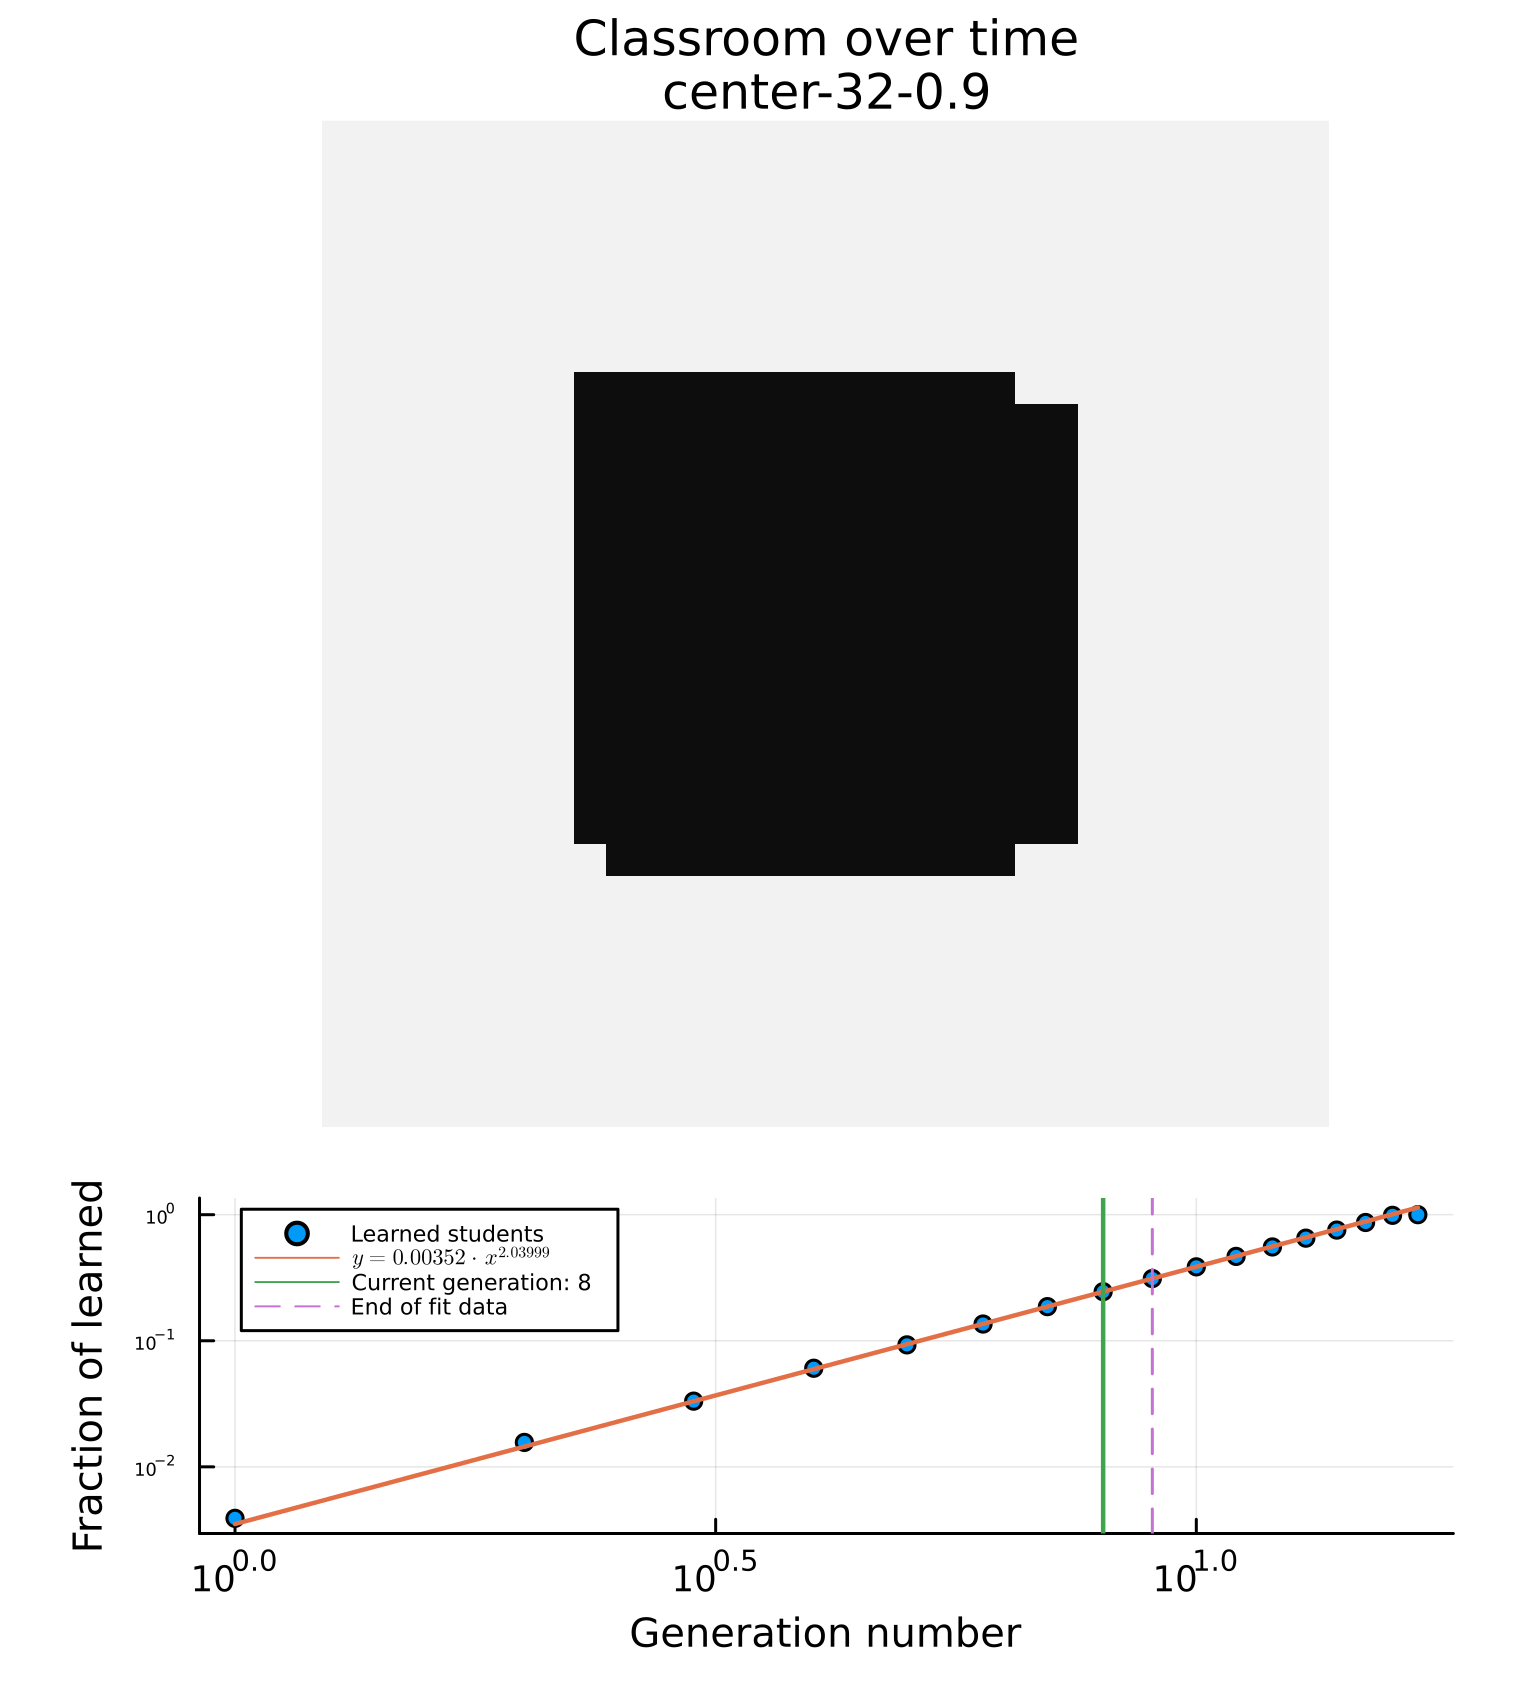 Classroom over time
center-32-0.9
Fraction of learned
10^0
10^-1
10^-2
Learned students
y = 0.00352 · x^2.03999
Current generation: 8
End of fit data
10^0.0
10^0.5
10^1.0
Generation number